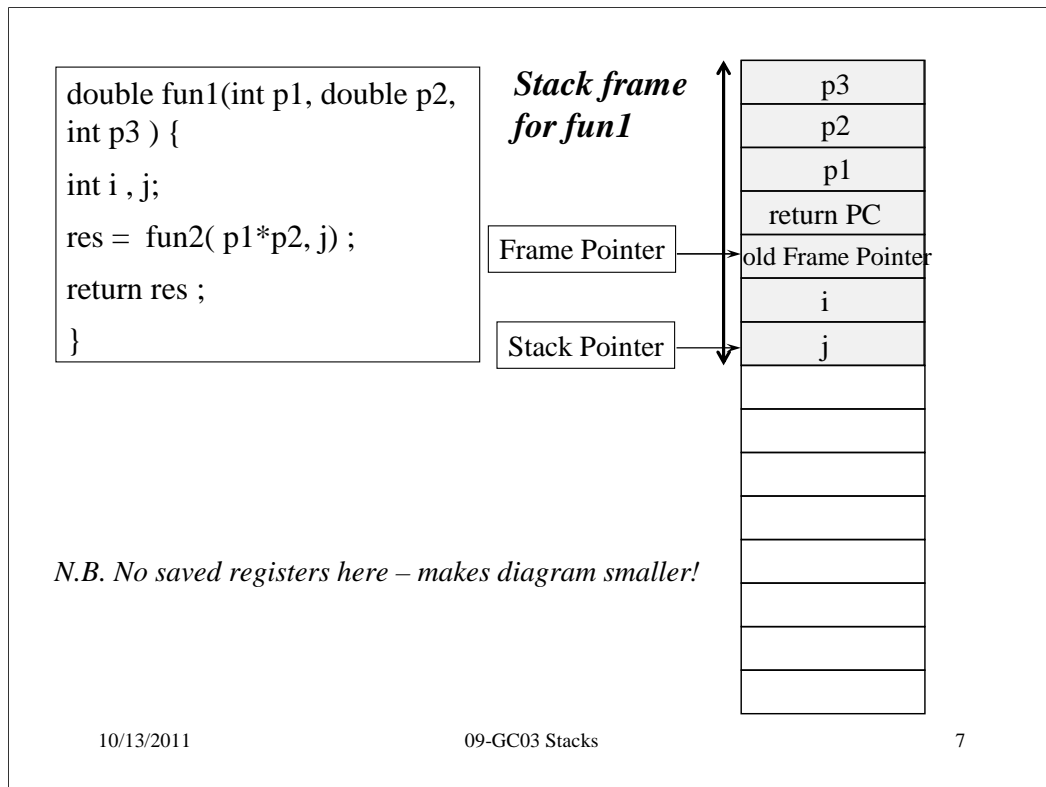 double fun1(int p1, double p2,
int p3 ) {
int i , j;
res =  fun2( p1*p2, j) ;
return res ;
}
Stack frame
for fun1
Frame Pointer
Stack Pointer
p3
p2
p1
return PC
old Frame Pointer
i
j
N.B. No saved registers here – makes diagram smaller!
10/13/2011
09-GC03 Stacks
7